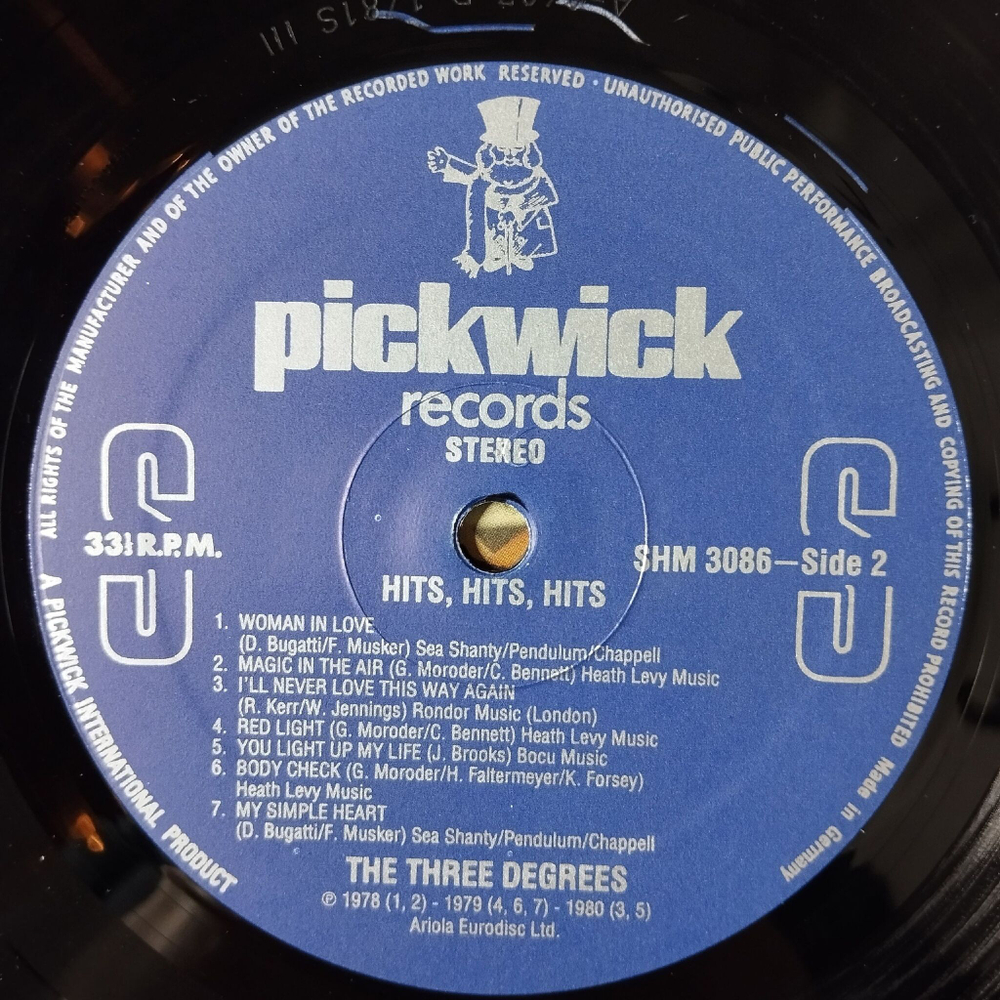 ALL RIGHTS OF THE MANUFACTURER AND OF THE OWNER OF THE RECORDED WORK RESERVED · UNAUTHORISED PUBLIC PERFORMANCE BROADCASTING AND COPYING OF THIS RECORD PROHIBITED Made in Germany
pickwick
records
STEREO
33⅓ R.P.M.
SHM 3086—Side 2
HITS, HITS, HITS
1. WOMAN IN LOVE
(D. Bugatti/F. Musker) Sea Shanty/Pendulum/Chappell
2. MAGIC IN THE AIR (G. Moroder/C. Bennett) Heath Levy Music
3. I'LL NEVER LOVE THIS WAY AGAIN
(R. Kerr/W. Jennings) Rondor Music (London)
4. RED LIGHT (G. Moroder/C. Bennett) Heath Levy Music
5. YOU LIGHT UP MY LIFE (J. Brooks) Bocu Music
6. BODY CHECK (G. Moroder/H. Faltermeyer/K. Forsey)
Heath Levy Music
7. MY SIMPLE HEART
(D. Bugatti/F. Musker) Sea Shanty/Pendulum/Chappell
THE THREE DEGREES
℗ 1978 (1, 2) - 1979 (4, 6, 7) - 1980 (3, 5)
Ariola Eurodisc Ltd.
A PICKWICK INTERNATIONAL PRODUCT